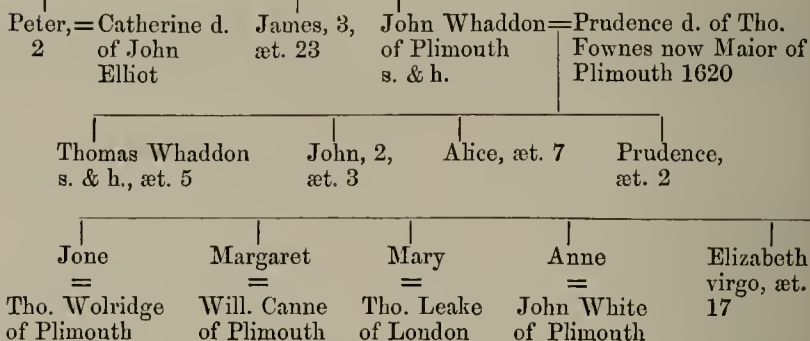 Peter,=Catherine d.
2 of John
Elliot
James, 3,
æt. 23
John Whaddon=Prudence d. of Tho.
of Plimouth Fownes now Maior of
s. & h. Plimouth 1620
Thomas Whaddon
s. & h., æt. 5
John, 2,
æt. 3
Alice, æt. 7
Prudence,
æt. 2
Jone
=
Tho. Wolridge
of Plimouth
Margaret
=
Will. Canne
of Plimouth
Mary
=
Tho. Leake
of London
Anne
=
John White
of Plimouth
Elizabeth
virgo, æt.
17